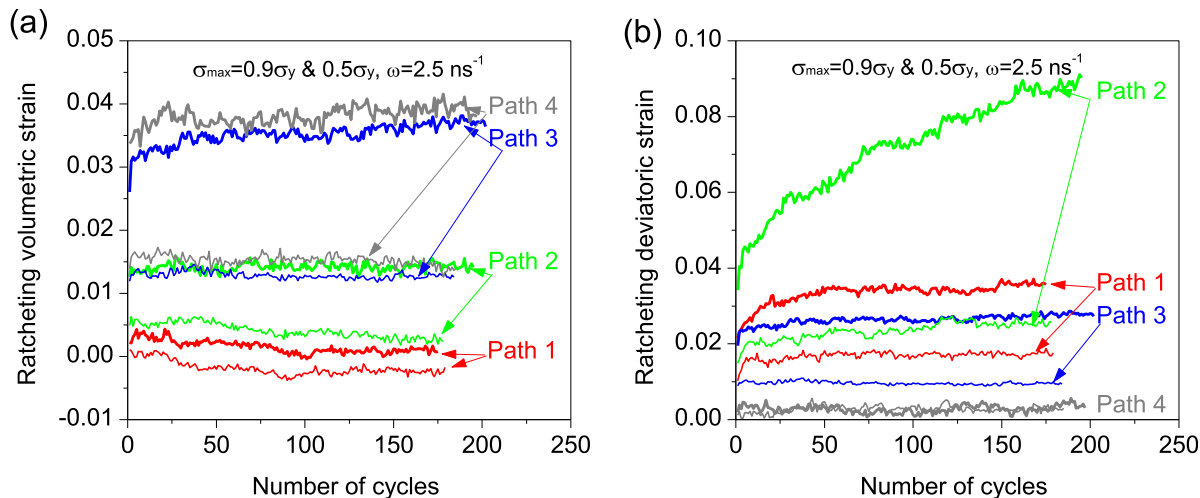 (a)
σmax=0.9σy & 0.5σy, ω=2.5 ns-1
Ratcheting volumetric strain
0.05
0.04
0.03
0.02
0.01
0.00
-0.01
Path 4
Path 3
Path 2
Path 1
0 50 100 150 200 250
Number of cycles
(b)
σmax=0.9σy & 0.5σy, ω=2.5 ns-1
Ratcheting deviatoric strain
0.10
0.08
0.06
0.04
0.02
0.00
Path 2
Path 1
Path 3
Path 4
0 50 100 150 200 250
Number of cycles